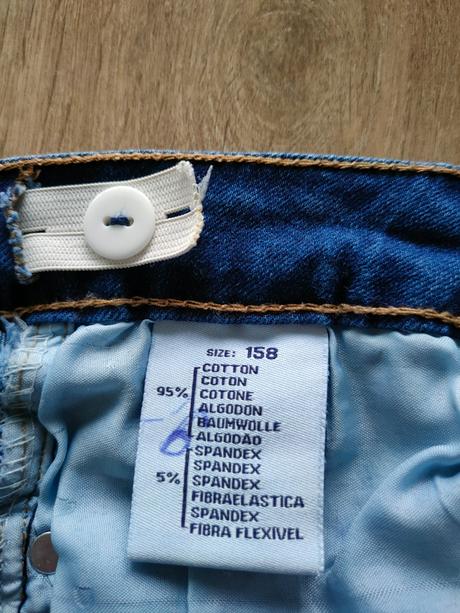 SIZE: 158
COTTON
COTON
95% COTONE
ALGODON
BAUMWOLLE
ALGODÃO
SPANDEX
SPANDEX
5% SPANDEX
FIBRAELASTICA
SPANDEX
FIBRA FLEXIVEL